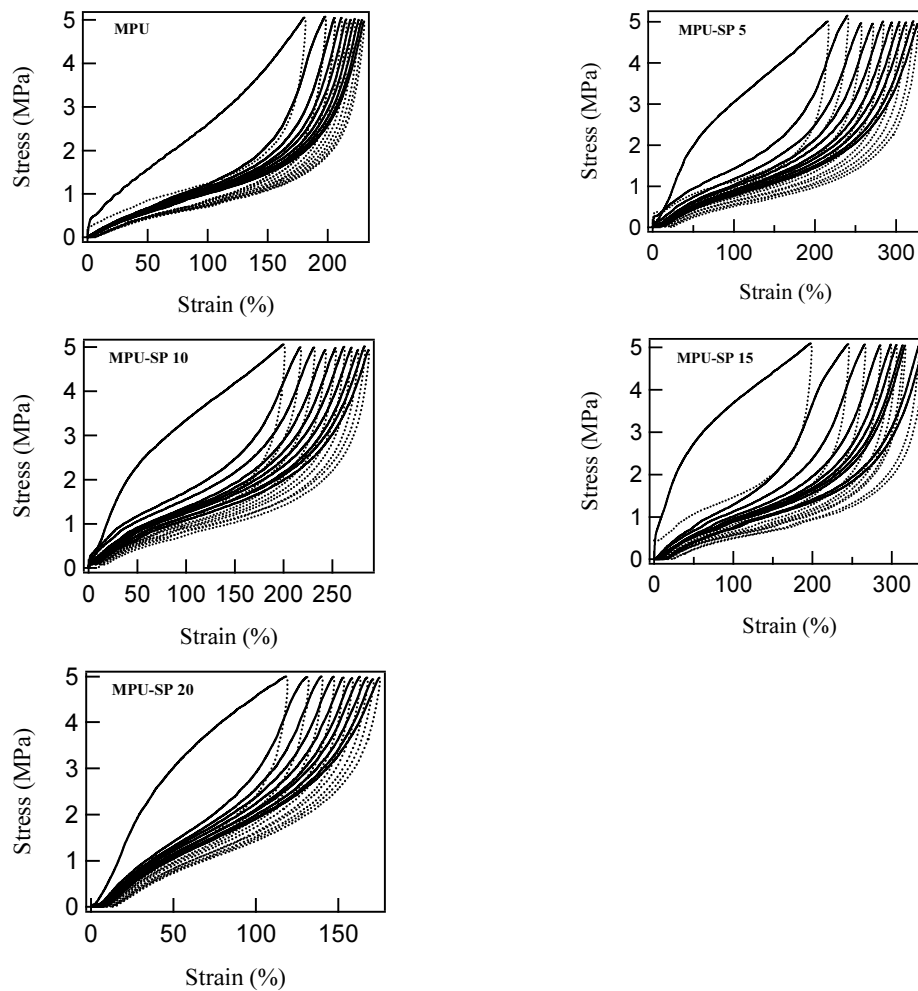 MPU
5
4
3
2
1
0
Stress (MPa)
0 50 100 150 200
Strain (%)
MPU-SP 5
5
4
3
2
1
0
Stress (MPa)
0 100 200 300
Strain (%)
MPU-SP 10
5
4
3
2
1
0
Stress (MPa)
0 50 100 150 200 250
Strain (%)
MPU-SP 15
5
4
3
2
1
0
Stress (MPa)
0 100 200 300
Strain (%)
MPU-SP 20
5
4
3
2
1
0
Stress (MPa)
0 50 100 150
Strain (%)